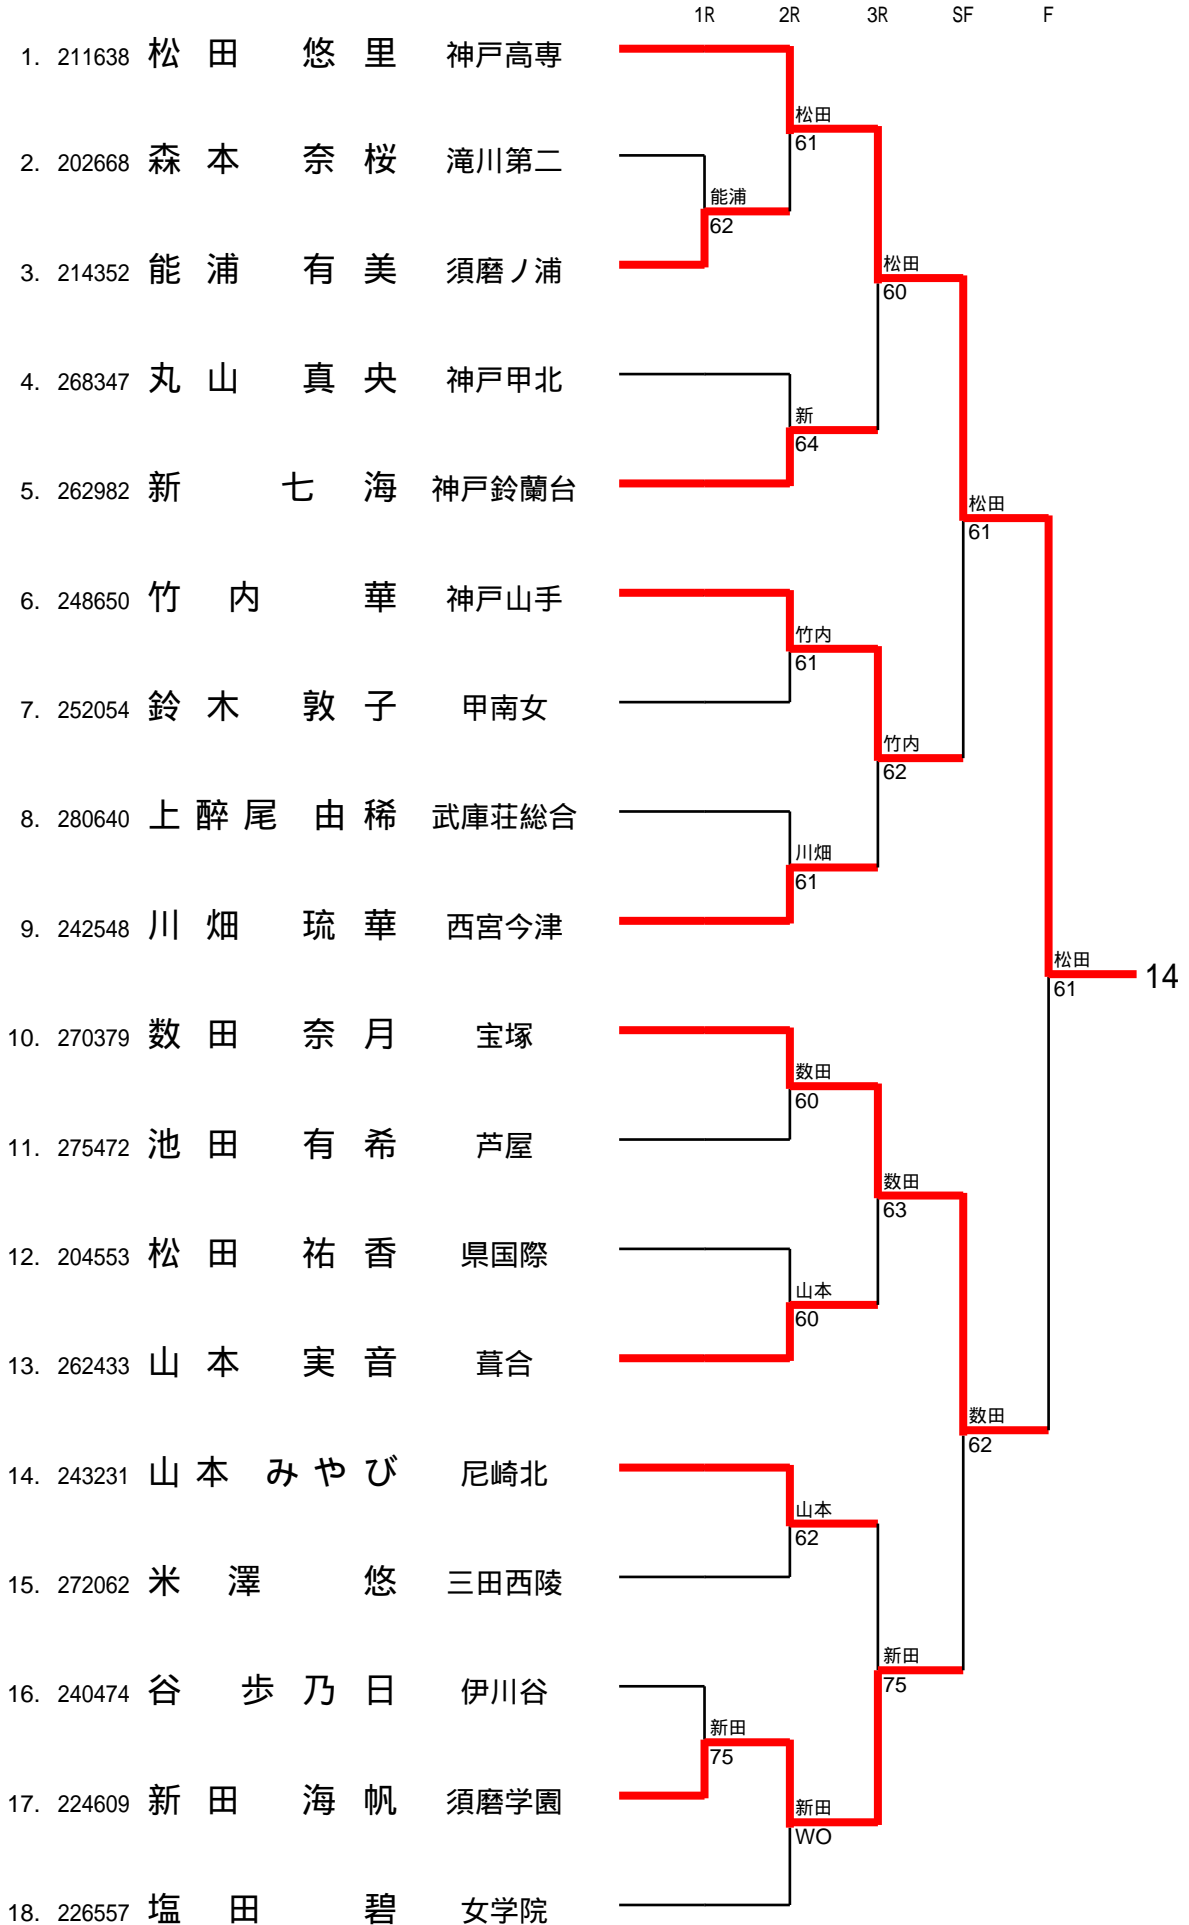 1R 2R 3R SF F
1. 211638 松田 悠里 神戸高専
松田
61
2. 202668 森本 奈桜 滝川第二
能浦
62
3. 214352 能浦 有美 須磨ノ浦
松田
60
4. 268347 丸山 真央 神戸甲北
新
64
5. 262982 新 七海 神戸鈴蘭台
松田
61
6. 248650 竹内 華 神戸山手
竹内
61
7. 252054 鈴木 敦子 甲南女
竹内
62
8. 280640 上醉尾 由稀 武庫荘総合
川畑
61
9. 242548 川畑 琉華 西宮今津
松田
61
14
10. 270379 数田 奈月 宝塚
数田
60
11. 275472 池田 有希 芦屋
数田
63
12. 204553 松田 祐香 県国際
山本
60
13. 262433 山本 実音 葺合
数田
62
14. 243231 山本 みやび 尼崎北
山本
62
15. 272062 米澤 悠 三田西陵
新田
75
16. 240474 谷 歩乃日 伊川谷
新田
75
17. 224609 新田 海帆 須磨学園
新田
WO
18. 226557 塩田 碧 女学院